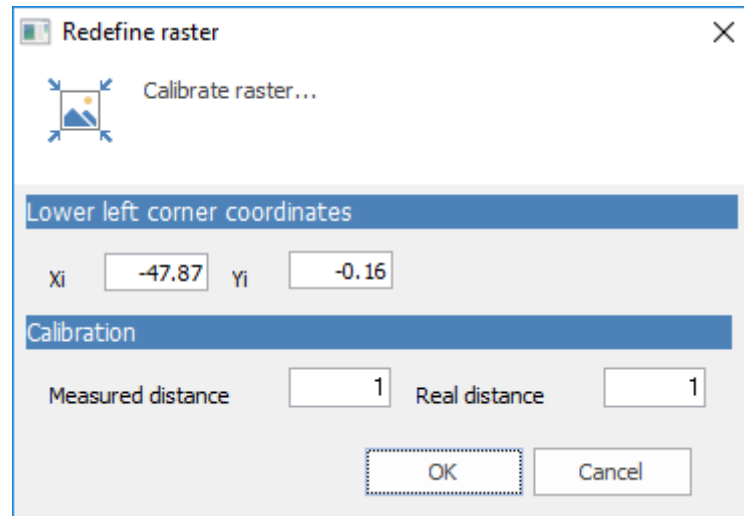 Redefine raster
Calibrate raster...
Lower left corner coordinates
Xi -47.87 Yi -0.16
Calibration
Measured distance 1 Real distance 1
OK Cancel